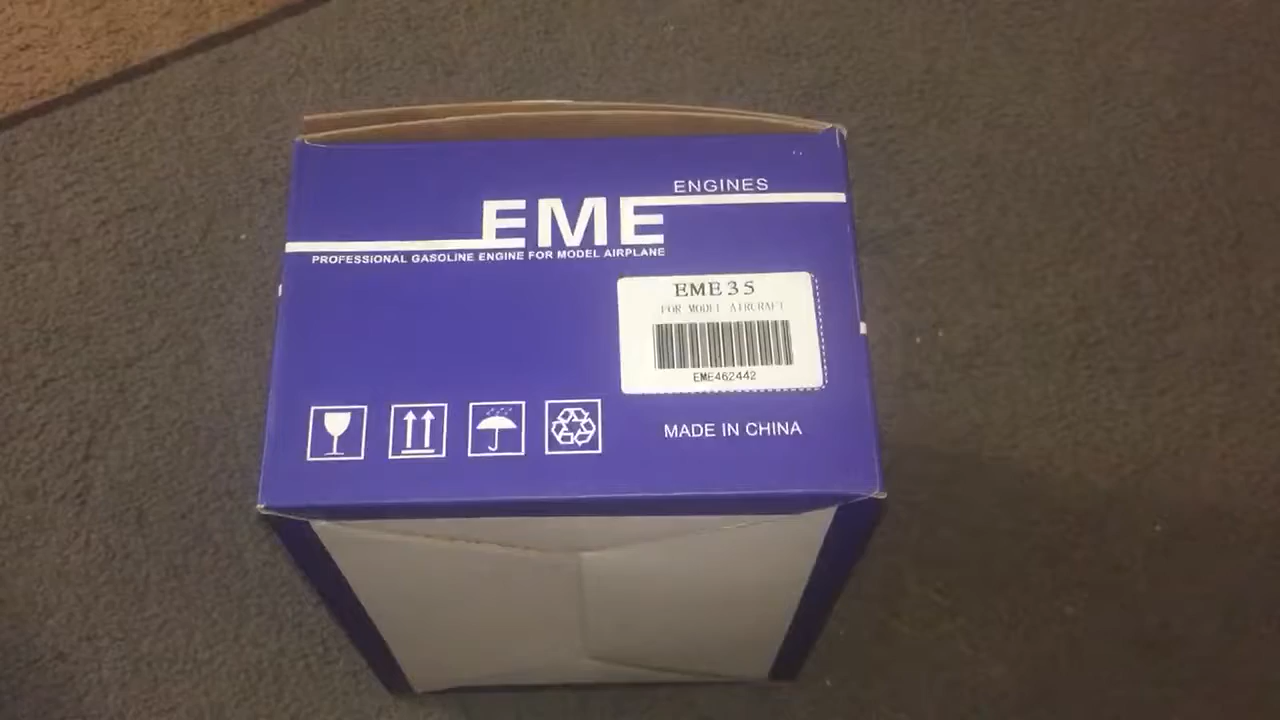 ENGINES
EME
PROFESSIONAL GASOLINE ENGINE FOR MODEL AIRPLANE
EME35
FOR MODEL AIRCRAFT
EME462442
MADE IN CHINA